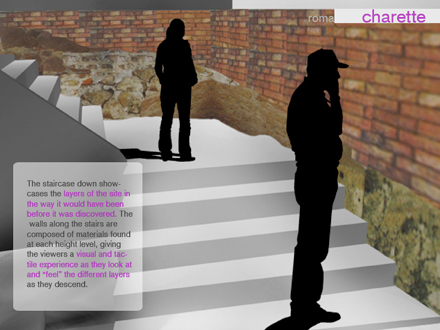 roma charette
The staircase down show-
cases the layers of the site in
the way it would have been
before it was discovered. The
walls along the stairs are
composed of materials found
at each height level, giving
the viewers a visual and tac-
tile experience as they look at
and "feel" the different layers
as they descend.